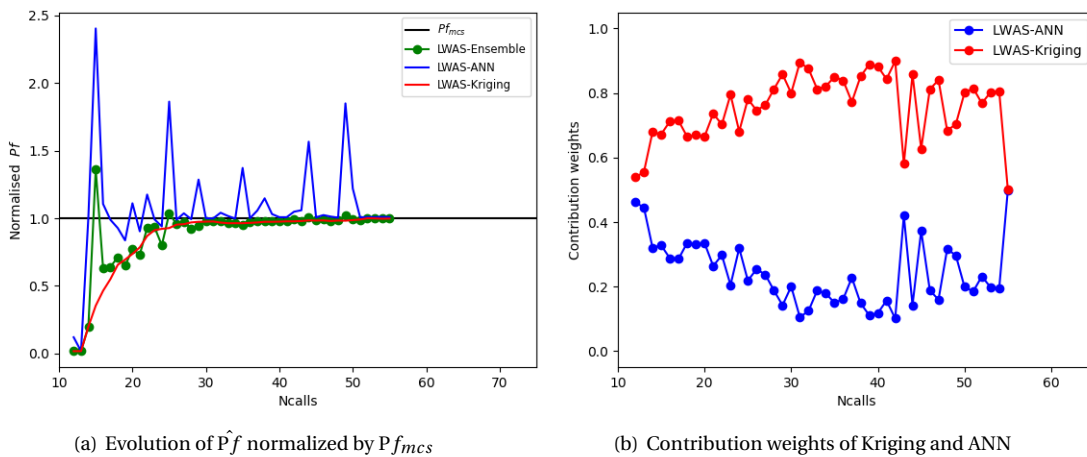 2.5
2.0
1.5
1.0
0.5
0.0
Normalised Pf
10 20 30 40 50 60 70
Ncalls
Pf_mcs
LWAS-Ensemble
LWAS-ANN
LWAS-Kriging
(a) Evolution of P̂f normalized by Pf_mcs
1.0
0.8
0.6
0.4
0.2
0.0
Contribution weights
10 20 30 40 50 60
Ncalls
LWAS-ANN
LWAS-Kriging
(b) Contribution weights of Kriging and ANN